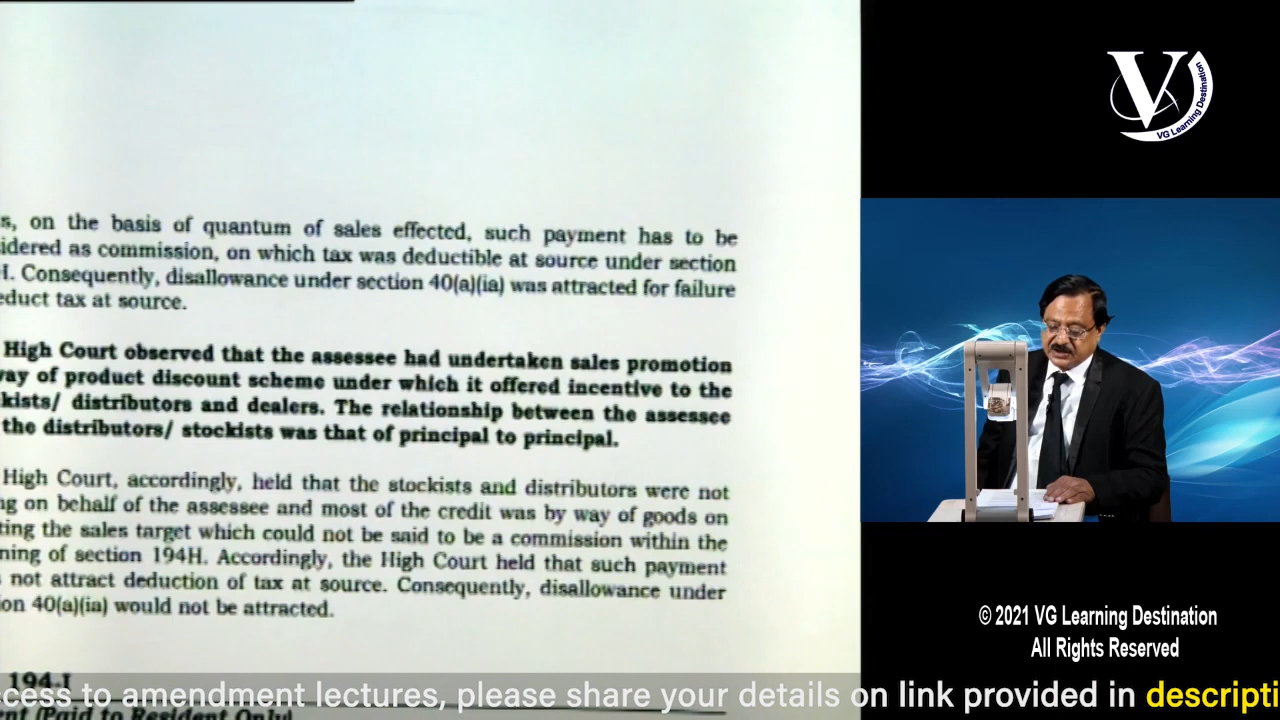 s, on the basis of quantum of sales effected, such payment has to be
idered as commission, on which tax was deductible at source under section
H. Consequently, disallowance under section 40(a)(ia) was attracted for failure
educt tax at source.
High Court observed that the assessee had undertaken sales promotion
vay of product discount scheme under which it offered incentive to the
kists/ distributors and dealers. The relationship between the assessee
the distributors/ stockists was that of principal to principal.
High Court, accordingly, held that the stockists and distributors were not
ng on behalf of the assessee and most of the credit was by way of goods on
ting the sales target which could not be said to be a commission within the
ning of section 194H. Accordingly, the High Court held that such payment
s not attract deduction of tax at source. Consequently, disallowance under
ion 40(a)(ia) would not be attracted.
194-I
ent (Paid to Resident Only)
V
VG Learning Destination
© 2021 VG Learning Destination
All Rights Reserved
ccess to amendment lectures, please share your details on link provided in descripti